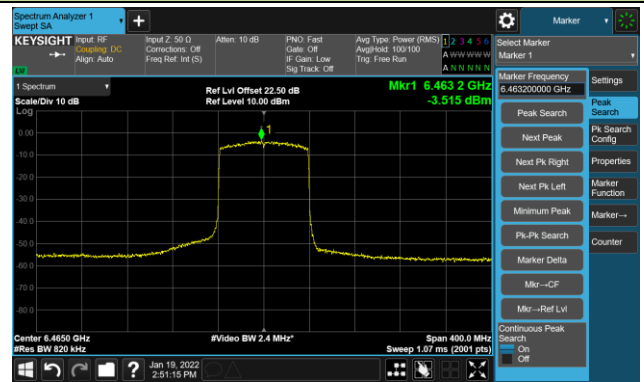 Spectrum Analyzer 1
Swept SA
Marker
KEYSIGHT
Input: RF
Coupling: DC
Align: Auto
Input Z: 50 Ω
Corrections: Off
Freq Ref: Int (S)
Atten: 10 dB
PNO: Fast
Gate: Off
IF Gain: Low
Sig Track: Off
Avg Type: Power (RMS)
Avg|Hold: 100/100
Trig: Free Run
1 2 3 4 5 6
A W W W W W
A N N N N N
LXI
1 Spectrum
Scale/Div 10 dB
Log
Ref Lvl Offset 22.50 dB
Ref Level 10.00 dBm
Mkr1 6.463 2 GHz
-3.515 dBm
1
0.00
-10.0
-20.0
-30.0
-40.0
-50.0
-60.0
-70.0
-80.0
Center 6.4650 GHz
#Res BW 820 kHz
#Video BW 2.4 MHz*
Span 400.0 MHz
Sweep 1.07 ms (2001 pts)
Jan 19, 2022
2:51:15 PM
Select Marker
Marker 1
Marker Frequency
6.463200000 GHz
Peak Search
Next Peak
Next Pk Right
Next Pk Left
Minimum Peak
Pk-Pk Search
Marker Delta
Mkr→CF
Mkr→Ref Lvl
Continuous Peak
Search
On
Off
Settings
Peak
Search
Pk Search
Config
Properties
Marker
Function
Marker→
Counter